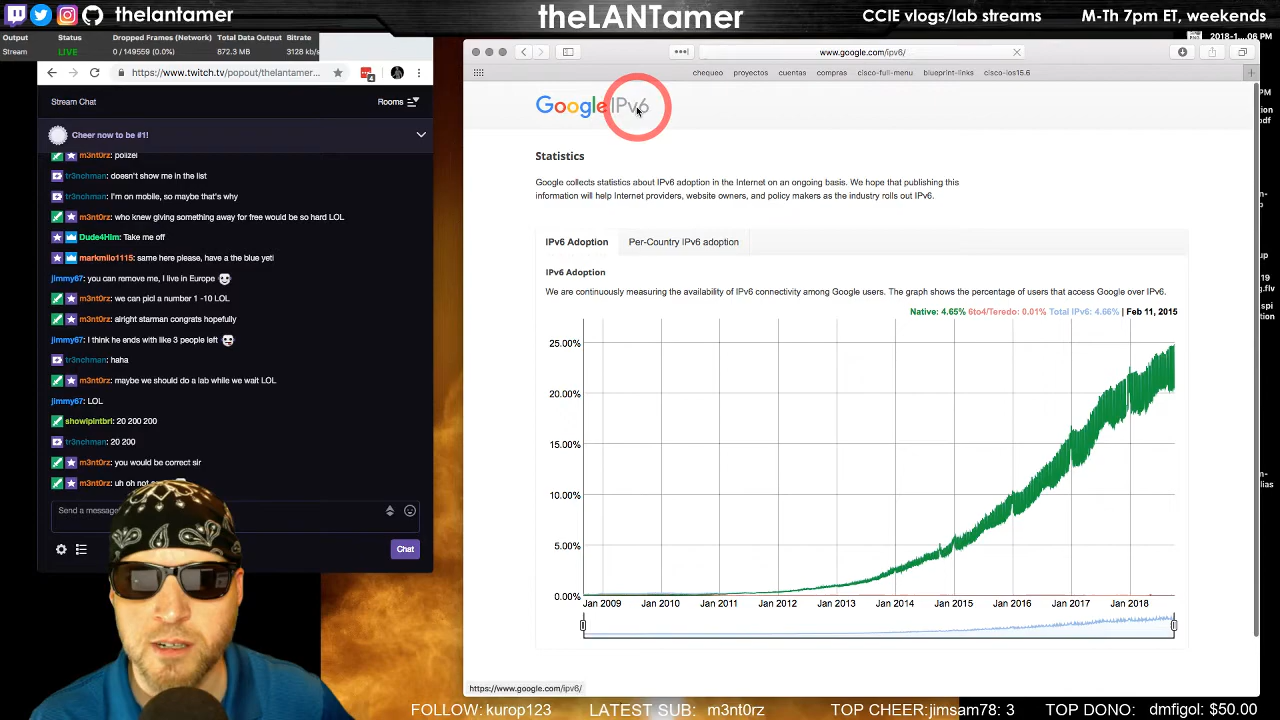 thelantamer
theLANTamer
CCIE vlogs/lab streams
M-Th 7pm ET, weekends
Output Status Dropped Frames (Network) Total Data Output Bitrate
Stream LIVE 0 / 149559 (0.0%) 872.3 MB 3128 kb/s
https://www.twitch.tv/popout/thelantamer...
4
Stream Chat
Rooms
Cheer now to be #1!
m3nt0rz: polizei
tr3nchman: doesn't show me in the list
tr3nchman: I'm on mobile, so maybe that's why
m3nt0rz: who knew giving something away for free would be so hard LOL
Dude4Him: Take me off
markmilo1115: same here please, have a the blue yeti
jimmy67: you can remove me, I live in Europe
m3nt0rz: we can pid a number 1 -10 LOL
m3nt0rz: alright starman congrats hopefully
jimmy67: I think he ends with like 3 people left
tr3nchman: haha
m3nt0rz: maybe we should do a lab while we wait LOL
jimmy67: LOL
showipintbri: 20 200 200
tr3nchman: 20 200
m3nt0rz: you would be correct sir
m3nt0rz: uh oh not
Send a messag
Chat
2018-1...06 PM
www.google.com/ipv6/
chequeo proyectos cuentas compras cisco-full-menu blueprint-links cisco-ios15.6
Google IPv6
Statistics
Google collects statistics about IPv6 adoption in the Internet on an ongoing basis. We hope that publishing this
information will help Internet providers, website owners, and policy makers as the industry rolls out IPv6.
IPv6 Adoption
Per-Country IPv6 adoption
IPv6 Adoption
We are continuously measuring the availability of IPv6 connectivity among Google users. The graph shows the percentage of users that access Google over IPv6.
Native: 4.65% 6to4/Teredo: 0.01% Total IPv6: 4.66% | Feb 11, 2015
25.00%
20.00%
15.00%
10.00%
5.00%
0.00%
Jan 2009 Jan 2010 Jan 2011 Jan 2012 Jan 2013 Jan 2014 Jan 2015 Jan 2016 Jan 2017 Jan 2018
https://www.google.com/ipv6/
FOLLOW: kurop123
LATEST SUB: m3nt0rz
TOP CHEER:jimsam78: 3
TOP DONO: dmfigol: $50.00